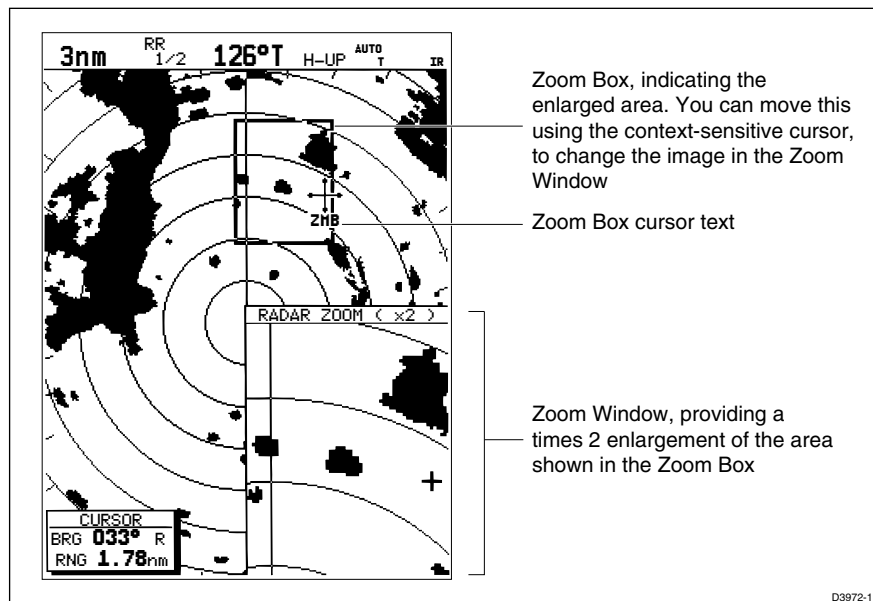 3nm RR 1/2 126°T H-UP AUTO T IR
Zoom Box, indicating the
enlarged area. You can move this
using the context-sensitive cursor,
to change the image in the Zoom
Window
ZMB
Zoom Box cursor text
RADAR ZOOM ( x2 )
Zoom Window, providing a
times 2 enlargement of the area
shown in the Zoom Box
CURSOR
BRG 033° R
RNG 1.78nm
D3972-1